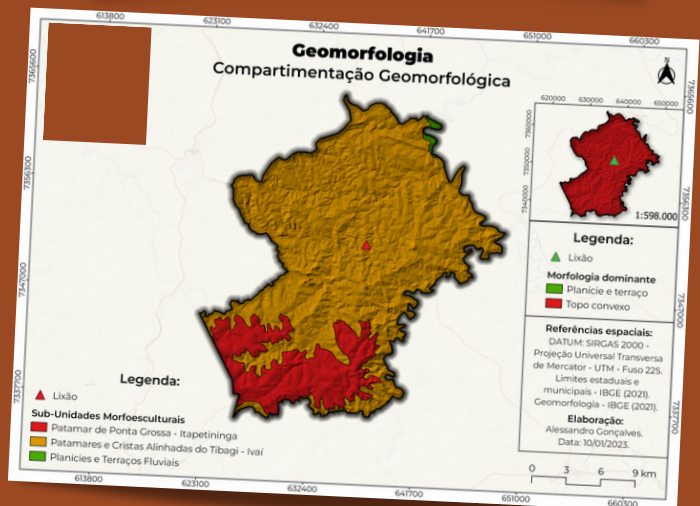 613800
623100
632400
641700
651000
660300
Geomorfologia
Compartimentação Geomorfológica
N
7365600
7356300
7347000
7337700
7365600
7356300
7347000
7337700
620000
630000
640000
650000
7360000
7350000
7340000
1:598.000
Legenda:
Lixão
Morfologia dominante
Planície e terraço
Topo convexo
Referências espaciais:
DATUM: SIRGAS 2000 -
Projeção Universal Transversa
de Mercator - UTM - Fuso 22S.
Limites estaduais e
municipais - IBGE (2021).
Geomorfologia - IBGE (2021).
Elaboração:
Alessandro Gonçalves.
Data: 10/01/2023.
0 3 6 9 km
Legenda:
Lixão
Sub-Unidades Morfoesculturais
Patamar de Ponta Grossa - Itapetininga
Patamares e Cristas Alinhadas do Tibagi - Ivaí
Planícies e Terraços Fluviais
613800
623100
632400
641700
651000
660300